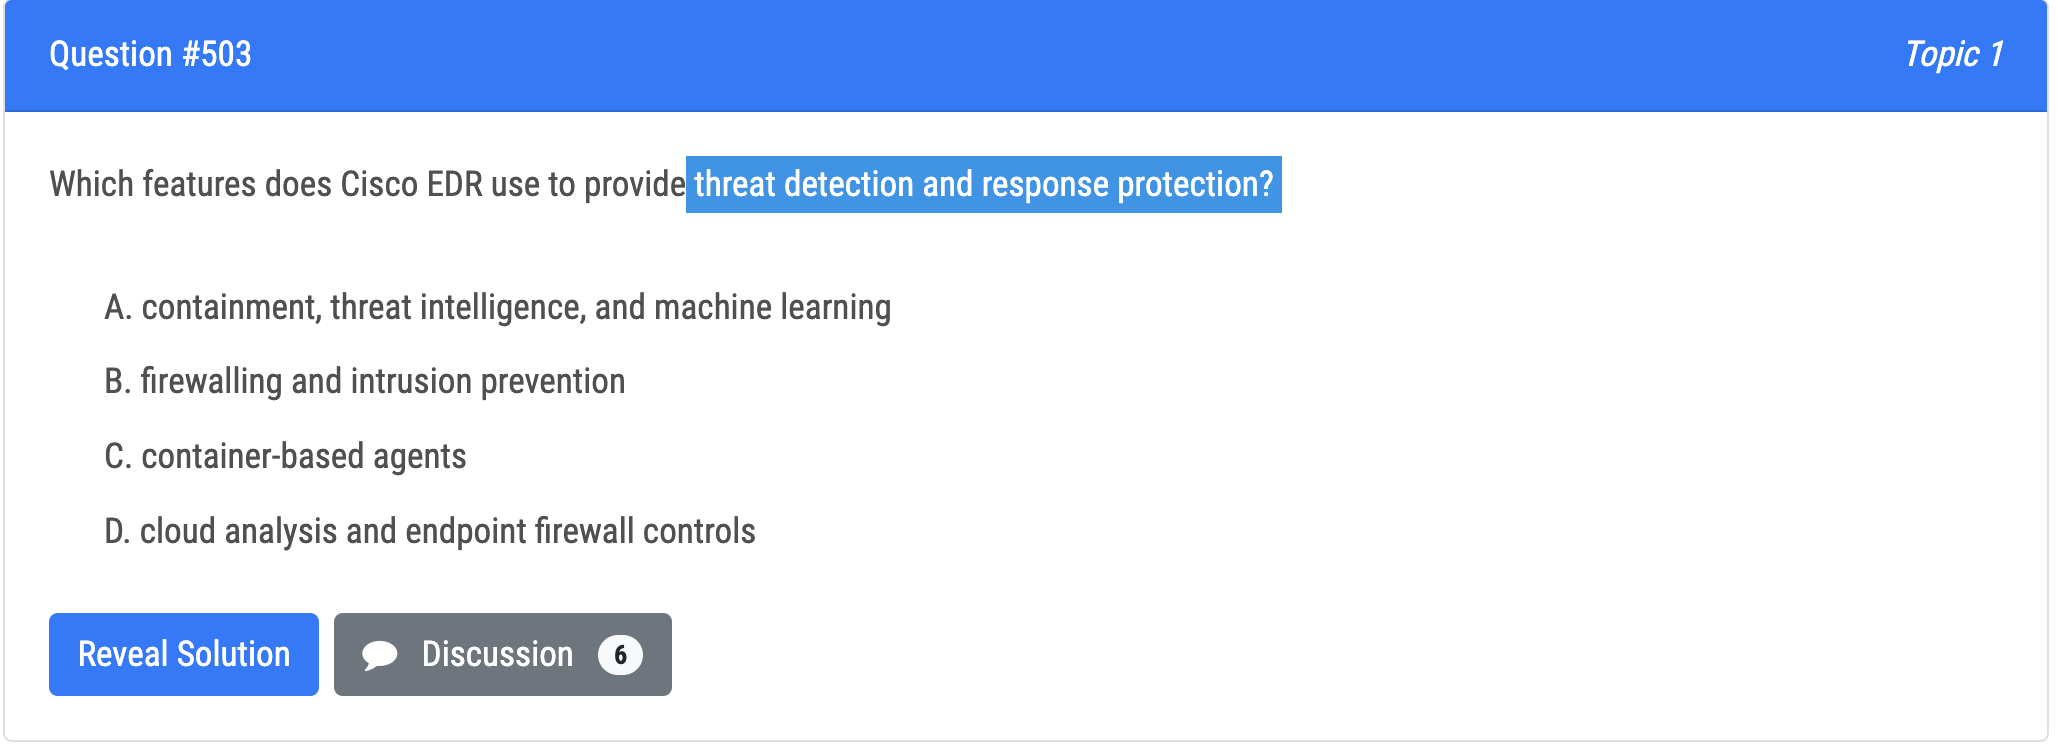 Question #503
Topic 1
Which features does Cisco EDR use to provide threat detection and response protection?
A. containment, threat intelligence, and machine learning
B. firewalling and intrusion prevention
C. container-based agents
D. cloud analysis and endpoint firewall controls
Reveal Solution
Discussion 6